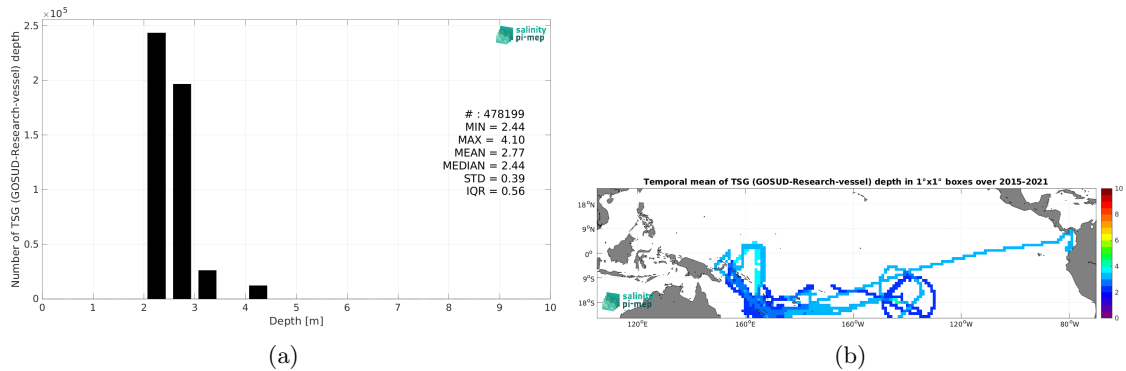 ×10⁵
2.5
2
1.5
1
0.5
0
0 1 2 3 4 5 6 7 8 9 10
Number of TSG (GOSUD-Research-vessel) depth
Depth [m]
salinity
pi-mep
# : 478199
MIN = 2.44
MAX = 4.10
MEAN = 2.77
MEDIAN = 2.44
STD = 0.39
IQR = 0.56
(a)
Temporal mean of TSG (GOSUD-Research-vessel) depth in 1°x1° boxes over 2015-2021
18°N
9°N
0°
9°S
18°S
120°E 160°E 160°W 120°W 80°W
salinity
pi-mep
10
8
6
4
2
0
(b)